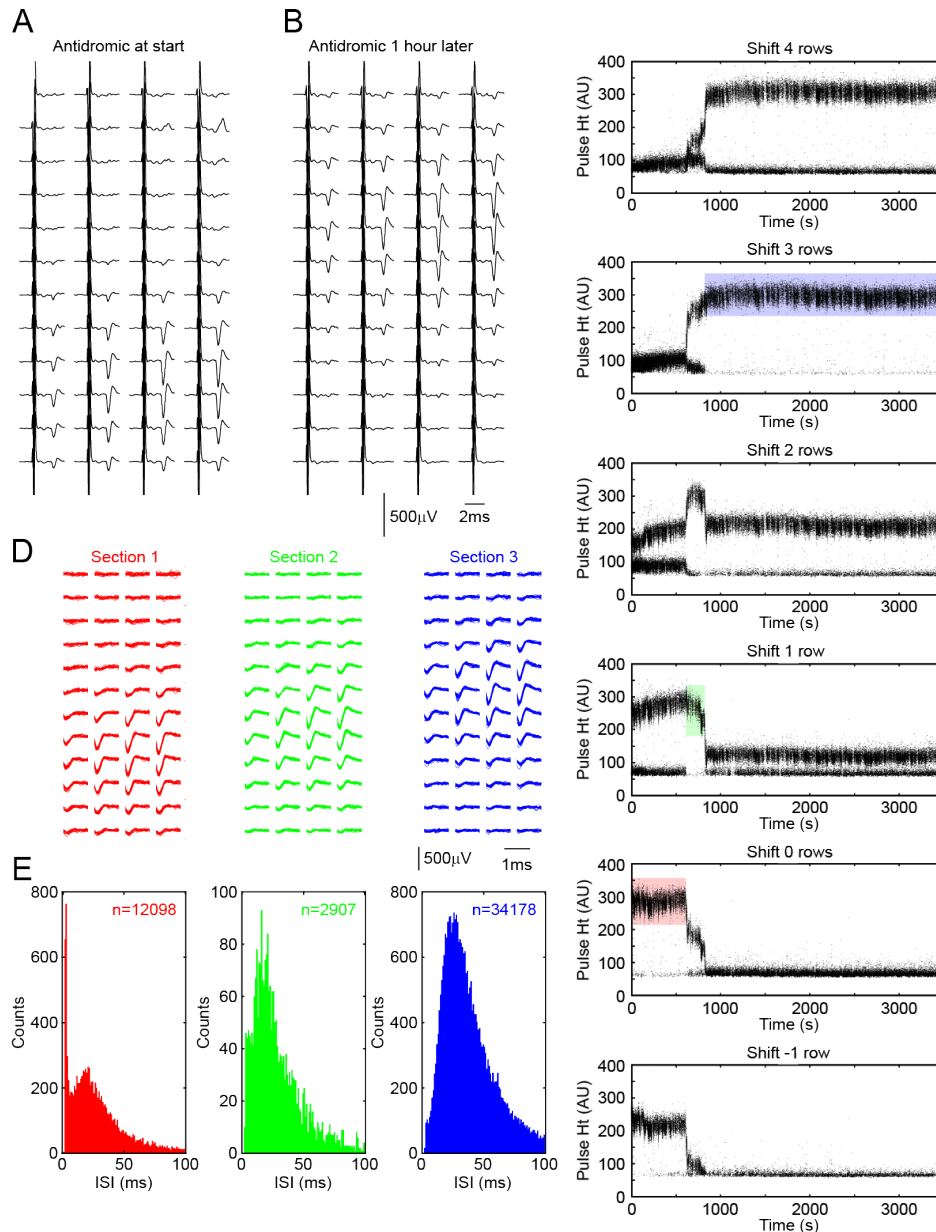 A
Antidromic at start
B
Antidromic 1 hour later
500µV
2ms
D
Section 1
Section 2
Section 3
500µV
1ms
E
800
600
400
200
0
Counts
n=12098
0
50
100
ISI (ms)
100
80
60
40
20
0
Counts
n=2907
0
50
100
ISI (ms)
800
600
400
200
0
Counts
n=34178
0
50
100
ISI (ms)
Shift 4 rows
400
300
200
100
0
Pulse Ht (AU)
0
1000
2000
3000
Time (s)
Shift 3 rows
400
300
200
100
0
Pulse Ht (AU)
0
1000
2000
3000
Time (s)
Shift 2 rows
400
300
200
100
0
Pulse Ht (AU)
0
1000
2000
3000
Time (s)
Shift 1 row
400
300
200
100
0
Pulse Ht (AU)
0
1000
2000
3000
Time (s)
Shift 0 rows
400
300
200
100
0
Pulse Ht (AU)
0
1000
2000
3000
Time (s)
Shift -1 row
400
300
200
100
0
Pulse Ht (AU)
0
1000
2000
3000
Time (s)